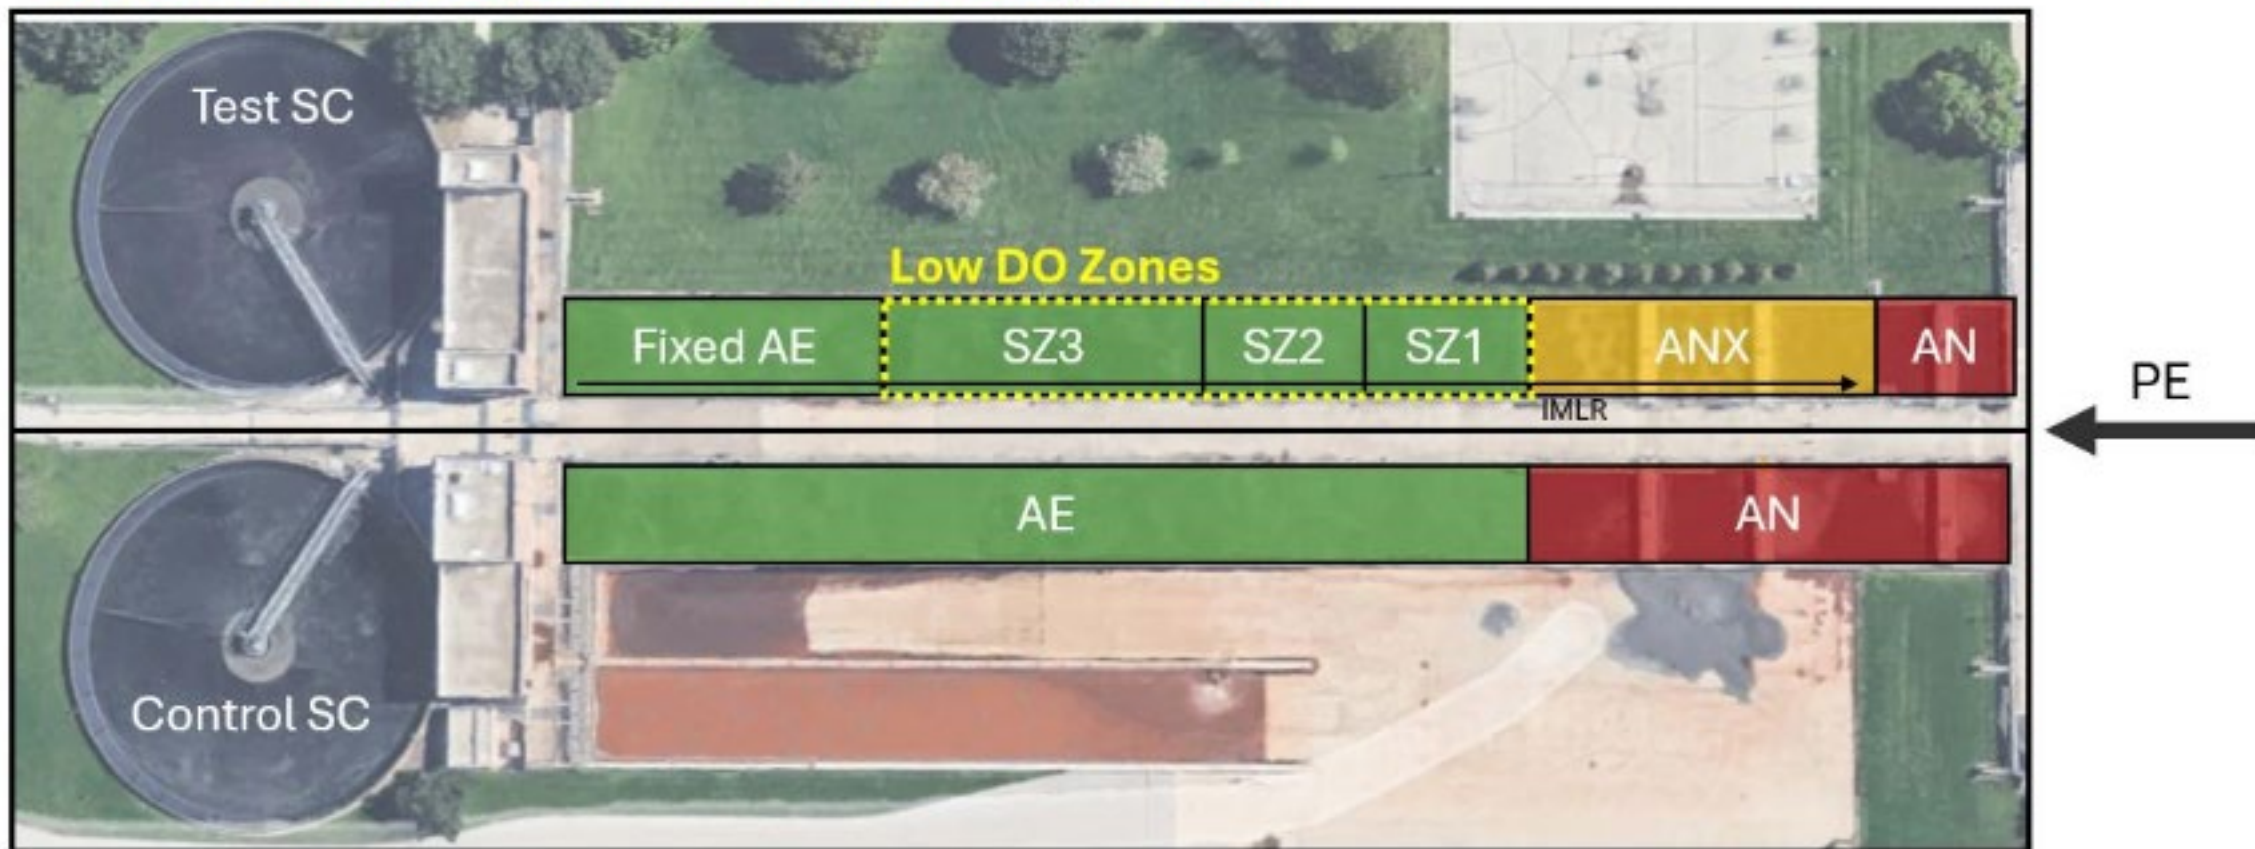 Test SC
Low DO Zones
Fixed AE
SZ3
SZ2
SZ1
ANX
AN
IMLR
PE
AE
AN
Control SC